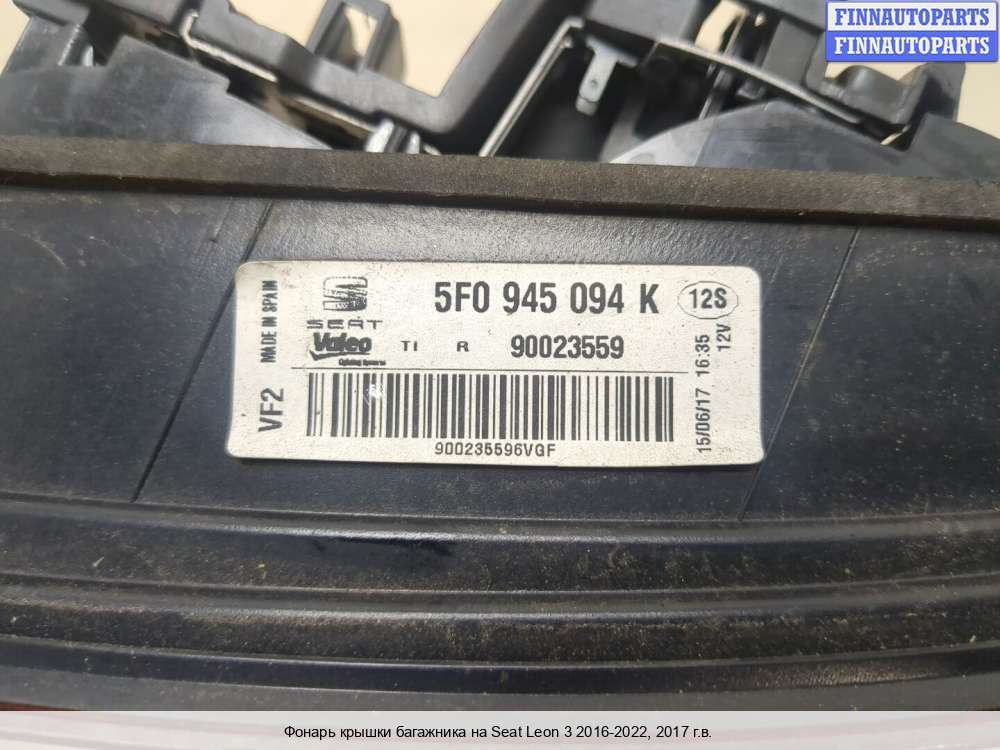 FINNAUTOPARTS
FINNAUTOPARTS
MADE IN SPAIN
VF2
SEAT
5F0 945 094 K
12S
Valeo
TI R 90023559
900235596VGF
15/06/17 16:35
12V
Фонарь крышки багажника на Seat Leon 3 2016-2022, 2017 г.в.